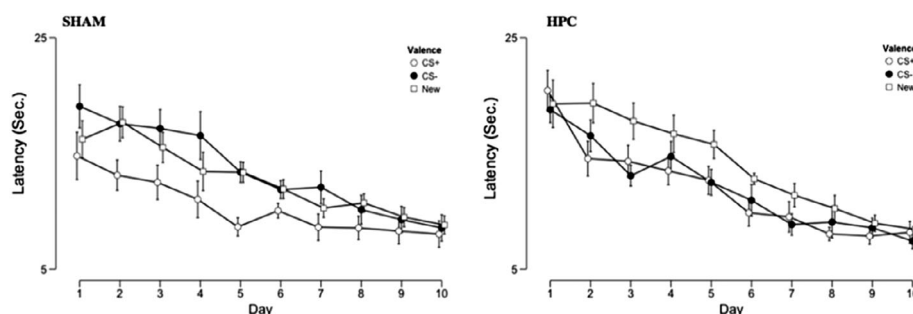 SHAM
25
Valence
CS+
CS-
New
Latency (Sec.)
5
1 2 3 4 5 6 7 8 9 10
Day
HPC
25
Valence
CS+
CS-
New
Latency (Sec.)
5
1 2 3 4 5 6 7 8 9 10
Day